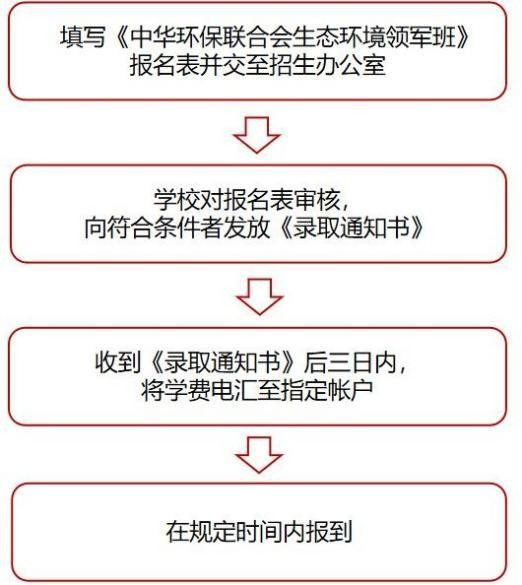 填写《中华环保联合会生态环境领军班》
报名表并交至招生办公室
学校对报名表审核，
向符合条件者发放《录取通知书》
收到《录取通知书》后三日内，
将学费电汇至指定帐户
在规定时间内报到